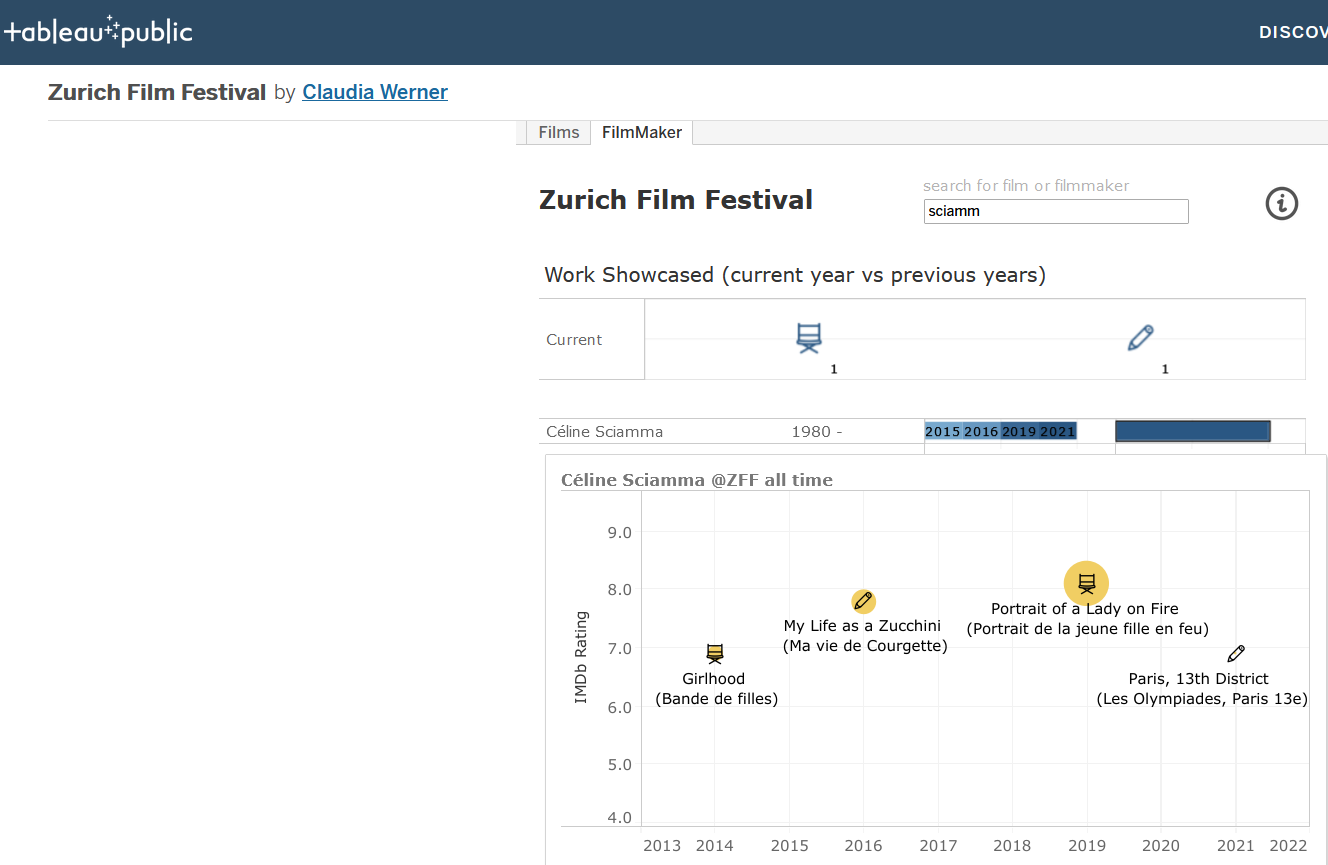 tableau public
DISCOV
Zurich Film Festival by Claudia Werner
Films FilmMaker
Zurich Film Festival
search for film or filmmaker
sciamm
Work Showcased (current year vs previous years)
Current
1
1
Céline Sciamma 1980 - 2015 2016 2019 2021
Céline Sciamma @ZFF all time
IMDb Rating
9.0
8.0
7.0
6.0
5.0
4.0
Portrait of a Lady on Fire
(Portrait de la jeune fille en feu)
My Life as a Zucchini
(Ma vie de Courgette)
Girlhood
(Bande de filles)
Paris, 13th District
(Les Olympiades, Paris 13e)
2013 2014 2015 2016 2017 2018 2019 2020 2021 2022